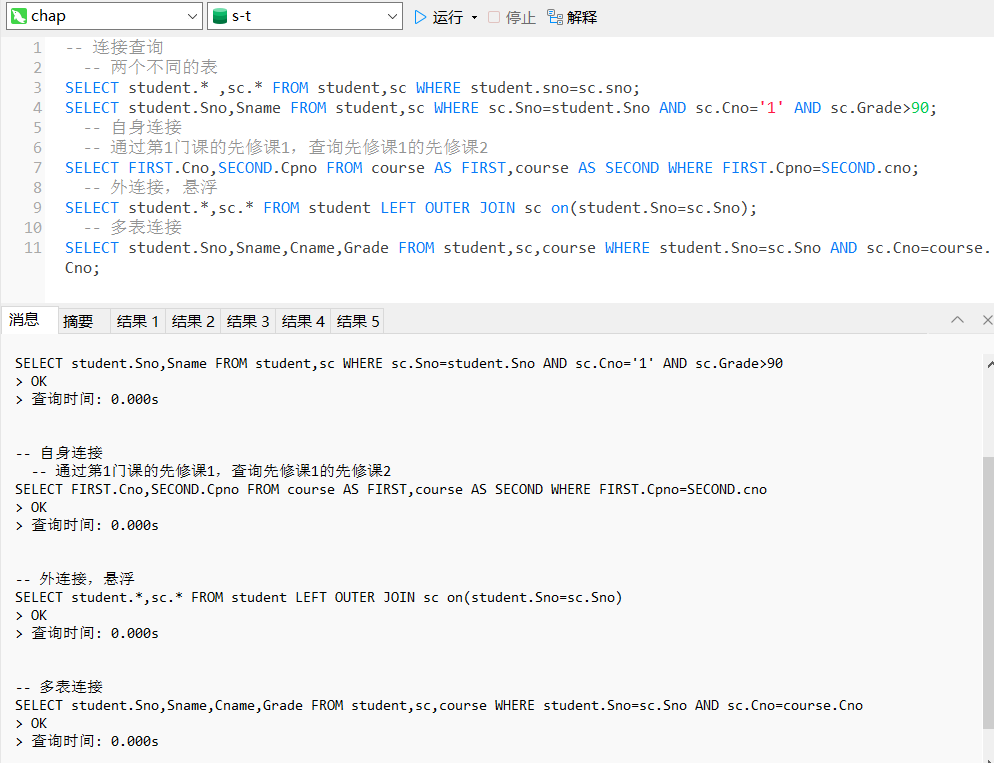 chap s-t 运行 停止 解释
1 -- 连接查询
2 -- 两个不同的表
3 SELECT student.* ,sc.* FROM student,sc WHERE student.sno=sc.sno;
4 SELECT student.Sno,Sname FROM student,sc WHERE sc.Sno=student.Sno AND sc.Cno='1' AND sc.Grade>90;
5 -- 自身连接
6 -- 通过第1门课的先修课1，查询先修课1的先修课2
7 SELECT FIRST.Cno,SECOND.Cpno FROM course AS FIRST,course AS SECOND WHERE FIRST.Cpno=SECOND.cno;
8 -- 外连接，悬浮
9 SELECT student.*,sc.* FROM student LEFT OUTER JOIN sc on(student.Sno=sc.Sno);
10 -- 多表连接
11 SELECT student.Sno,Sname,Cname,Grade FROM student,sc,course WHERE student.Sno=sc.Sno AND sc.Cno=course.
Cno;
消息 摘要 结果 1 结果 2 结果 3 结果 4 结果 5
SELECT student.Sno,Sname FROM student,sc WHERE sc.Sno=student.Sno AND sc.Cno='1' AND sc.Grade>90
> OK
> 查询时间: 0.000s
-- 自身连接
-- 通过第1门课的先修课1，查询先修课1的先修课2
SELECT FIRST.Cno,SECOND.Cpno FROM course AS FIRST,course AS SECOND WHERE FIRST.Cpno=SECOND.cno
> OK
> 查询时间: 0.000s
-- 外连接，悬浮
SELECT student.*,sc.* FROM student LEFT OUTER JOIN sc on(student.Sno=sc.Sno)
> OK
> 查询时间: 0.000s
-- 多表连接
SELECT student.Sno,Sname,Cname,Grade FROM student,sc,course WHERE student.Sno=sc.Sno AND sc.Cno=course.Cno
> OK
> 查询时间: 0.000s